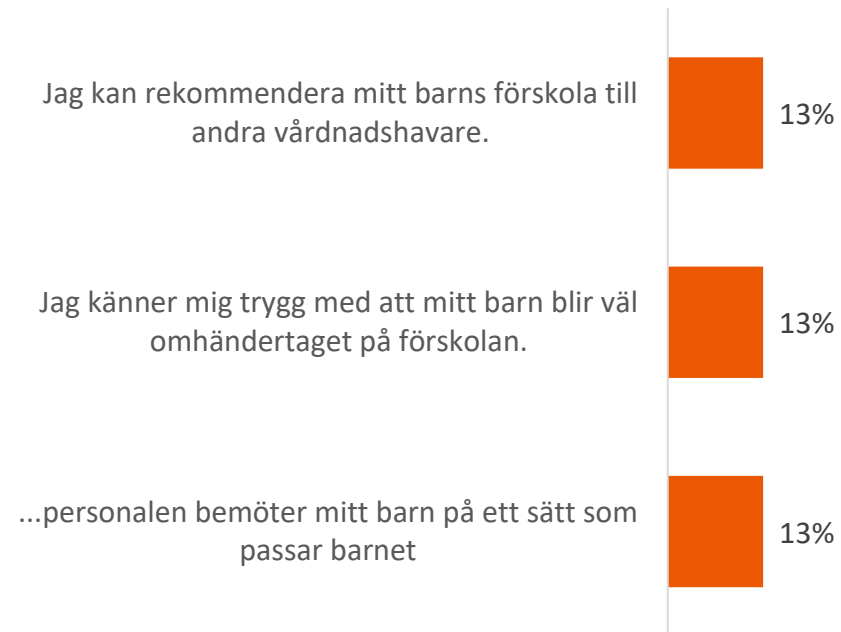 Jag kan rekommendera mitt barns förskola till
andra vårdnadshavare.
13%
Jag känner mig trygg med att mitt barn blir väl
omhändertaget på förskolan.
13%
...personalen bemöter mitt barn på ett sätt som
passar barnet
13%